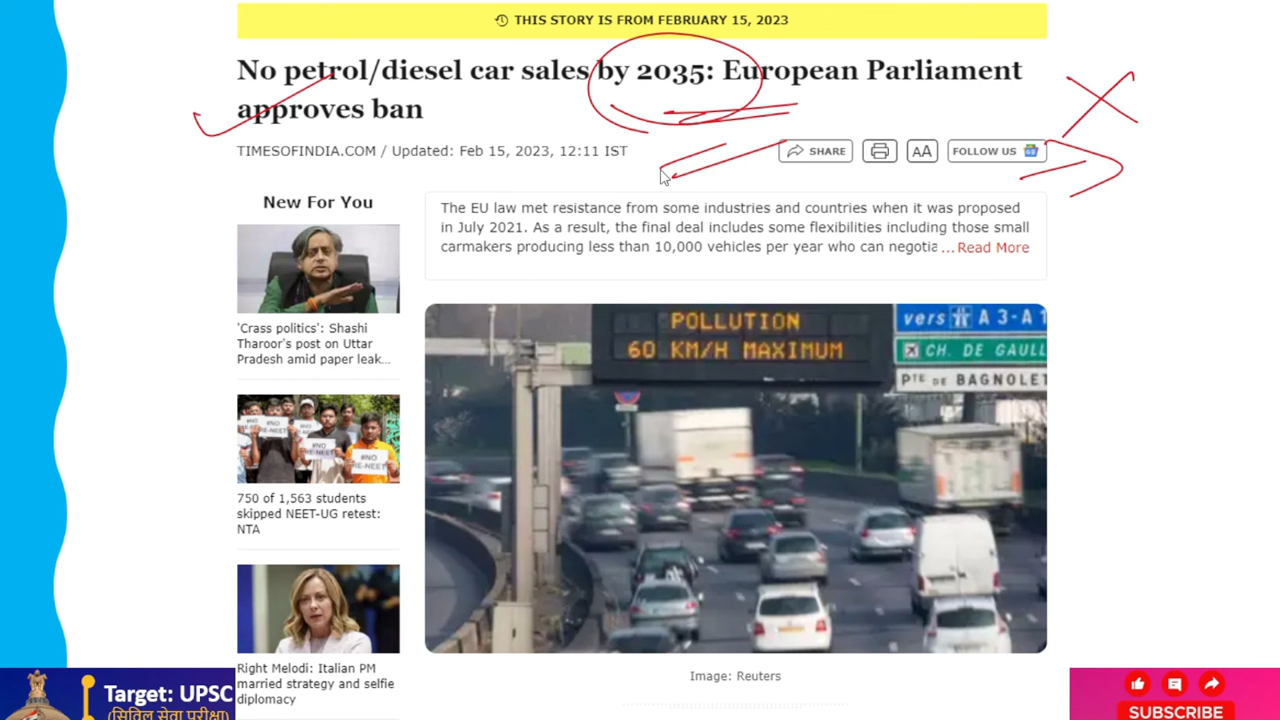 THIS STORY IS FROM FEBRUARY 15, 2023
No petrol/diesel car sales by 2035: European Parliament
approves ban
TIMESOFINDIA.COM / Updated: Feb 15, 2023, 12:11 IST
SHARE
AA
FOLLOW US
New For You
The EU law met resistance from some industries and countries when it was proposed
in July 2021. As a result, the final deal includes some flexibilities including those small
carmakers producing less than 10,000 vehicles per year who can negotia ... Read More
'Crass politics': Shashi
Tharoor's post on Uttar
Pradesh amid paper leak...
#NO
RE-NEET
750 of 1,563 students
skipped NEET-UG retest:
NTA
Right Melodi: Italian PM
married strategy and selfie
diplomacy
POLLUTION
60 KM/H MAXIMUM
vers A 3-A 1
CH. DE GAULL
PTE DE BAGNOLET
Image: Reuters
Target: UPSC
(सिविल सेवा परीक्षा)
SUBSCRIBE